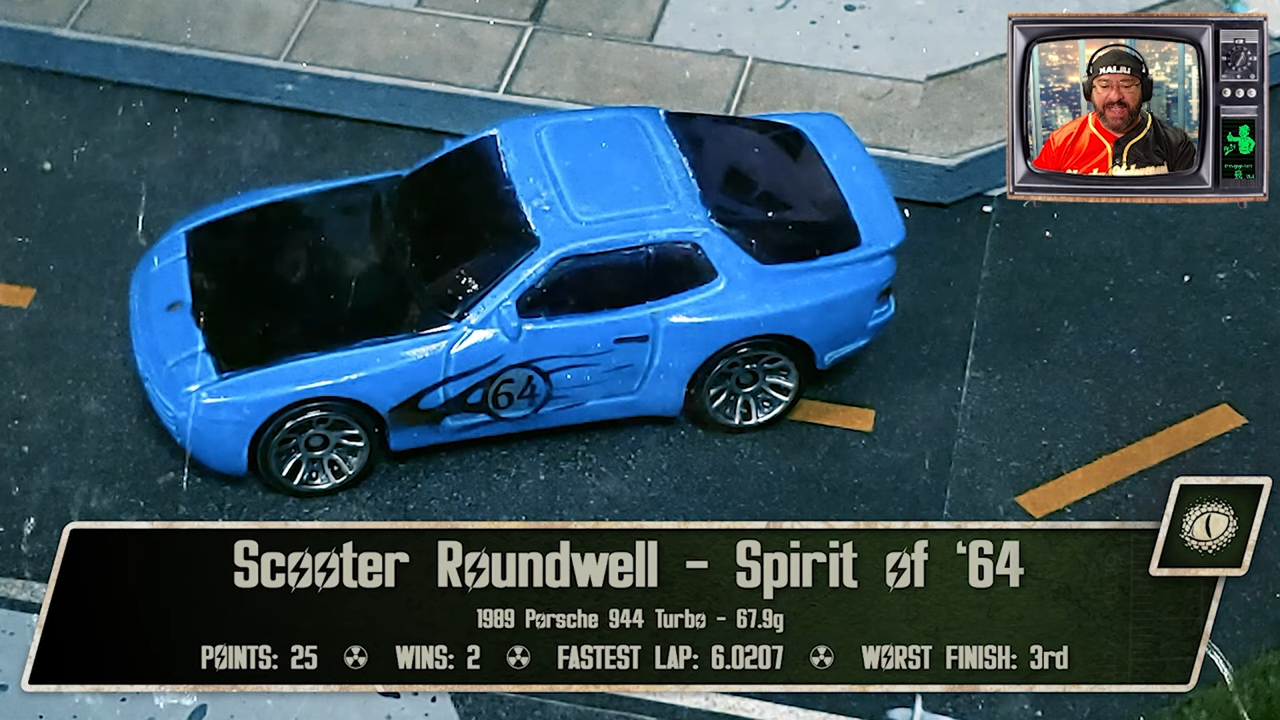 HALJU
64
Scooter Roundwell - Spirit of ‘64
1989 Porsche 944 Turbo - 67.9g
POINTS: 25 WINS: 2 FASTEST LAP: 6.0207 WORST FINISH: 3rd